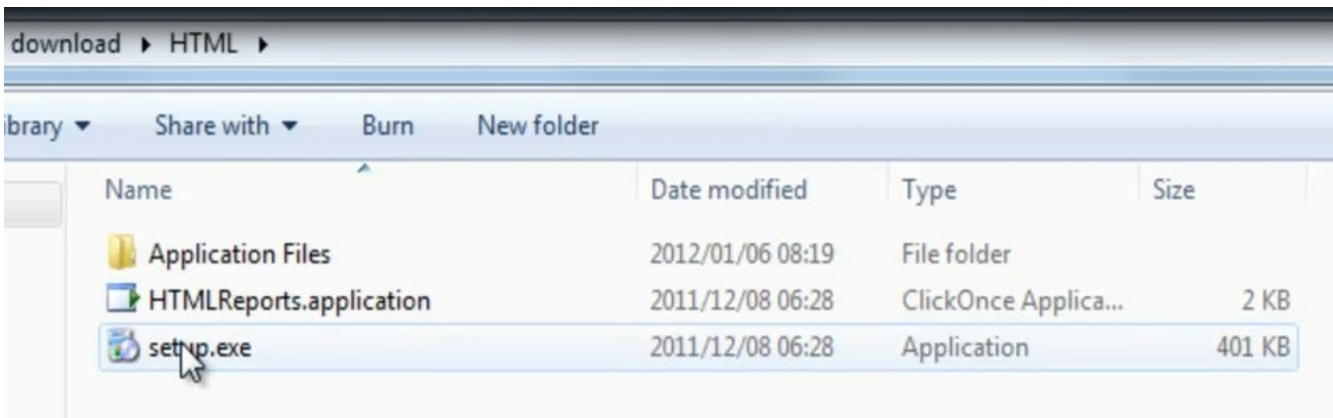 download ▸ HTML ▸
ibrary ▾ Share with ▾ Burn New folder
Name Date modified Type Size
Application Files 2012/01/06 08:19 File folder
HTMLReports.application 2011/12/08 06:28 ClickOnce Applica... 2 KB
setup.exe 2011/12/08 06:28 Application 401 KB